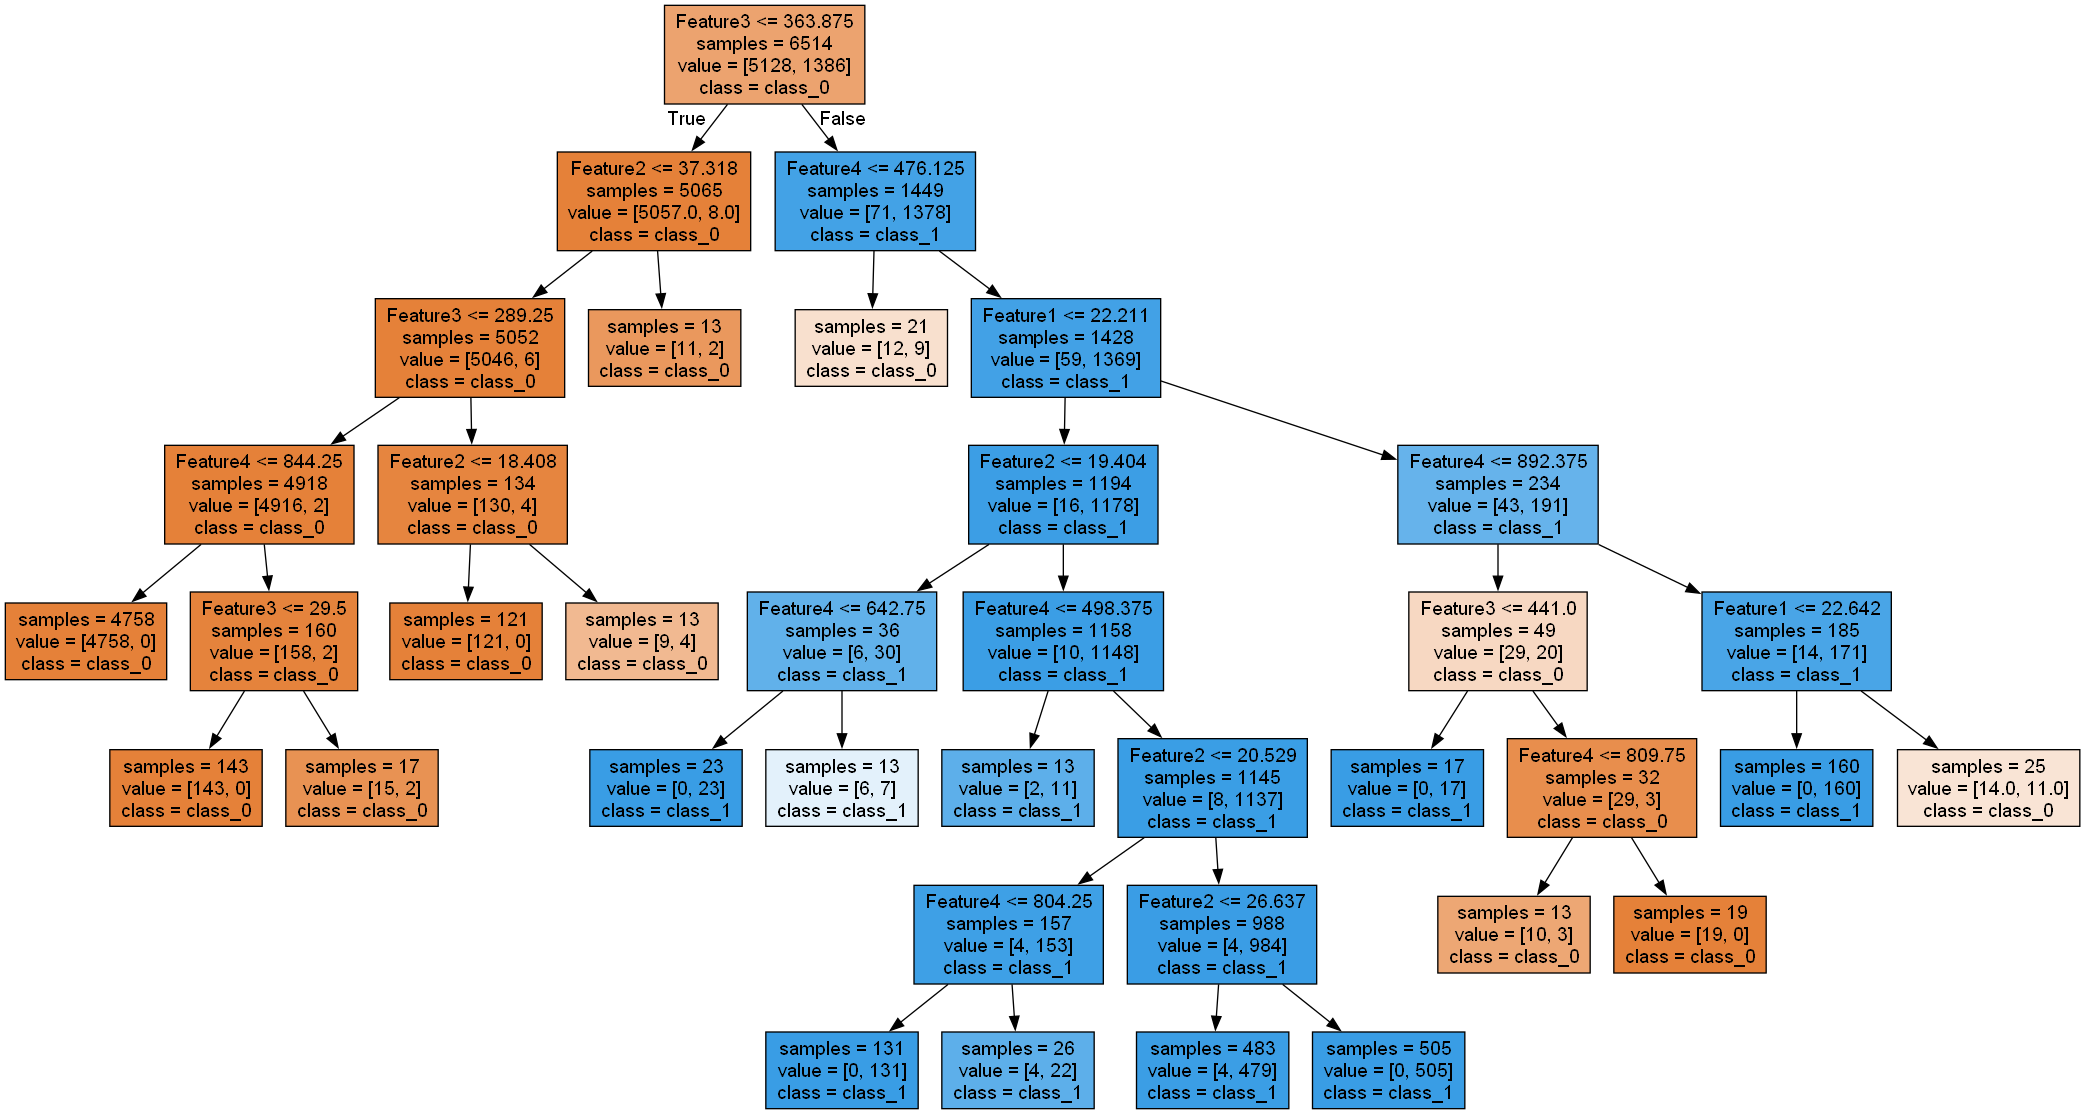 Feature3 <= 363.875
samples = 6514
value = [5128, 1386]
class = class_0
True
False
Feature2 <= 37.318
samples = 5065
value = [5057.0, 8.0]
class = class_0
Feature4 <= 476.125
samples = 1449
value = [71, 1378]
class = class_1
Feature3 <= 289.25
samples = 5052
value = [5046, 6]
class = class_0
samples = 13
value = [11, 2]
class = class_0
samples = 21
value = [12, 9]
class = class_0
Feature1 <= 22.211
samples = 1428
value = [59, 1369]
class = class_1
Feature4 <= 844.25
samples = 4918
value = [4916, 2]
class = class_0
Feature2 <= 18.408
samples = 134
value = [130, 4]
class = class_0
Feature2 <= 19.404
samples = 1194
value = [16, 1178]
class = class_1
Feature4 <= 892.375
samples = 234
value = [43, 191]
class = class_1
samples = 4758
value = [4758, 0]
class = class_0
Feature3 <= 29.5
samples = 160
value = [158, 2]
class = class_0
samples = 121
value = [121, 0]
class = class_0
samples = 13
value = [9, 4]
class = class_0
Feature4 <= 642.75
samples = 36
value = [6, 30]
class = class_1
Feature4 <= 498.375
samples = 1158
value = [10, 1148]
class = class_1
Feature3 <= 441.0
samples = 49
value = [29, 20]
class = class_0
Feature1 <= 22.642
samples = 185
value = [14, 171]
class = class_1
samples = 143
value = [143, 0]
class = class_0
samples = 17
value = [15, 2]
class = class_0
samples = 23
value = [0, 23]
class = class_1
samples = 13
value = [6, 7]
class = class_1
samples = 13
value = [2, 11]
class = class_1
Feature2 <= 20.529
samples = 1145
value = [8, 1137]
class = class_1
samples = 17
value = [0, 17]
class = class_1
Feature4 <= 809.75
samples = 32
value = [29, 3]
class = class_0
samples = 160
value = [0, 160]
class = class_1
samples = 25
value = [14.0, 11.0]
class = class_0
Feature4 <= 804.25
samples = 157
value = [4, 153]
class = class_1
Feature2 <= 26.637
samples = 988
value = [4, 984]
class = class_1
samples = 13
value = [10, 3]
class = class_0
samples = 19
value = [19, 0]
class = class_0
samples = 131
value = [0, 131]
class = class_1
samples = 26
value = [4, 22]
class = class_1
samples = 483
value = [4, 479]
class = class_1
samples = 505
value = [0, 505]
class = class_1